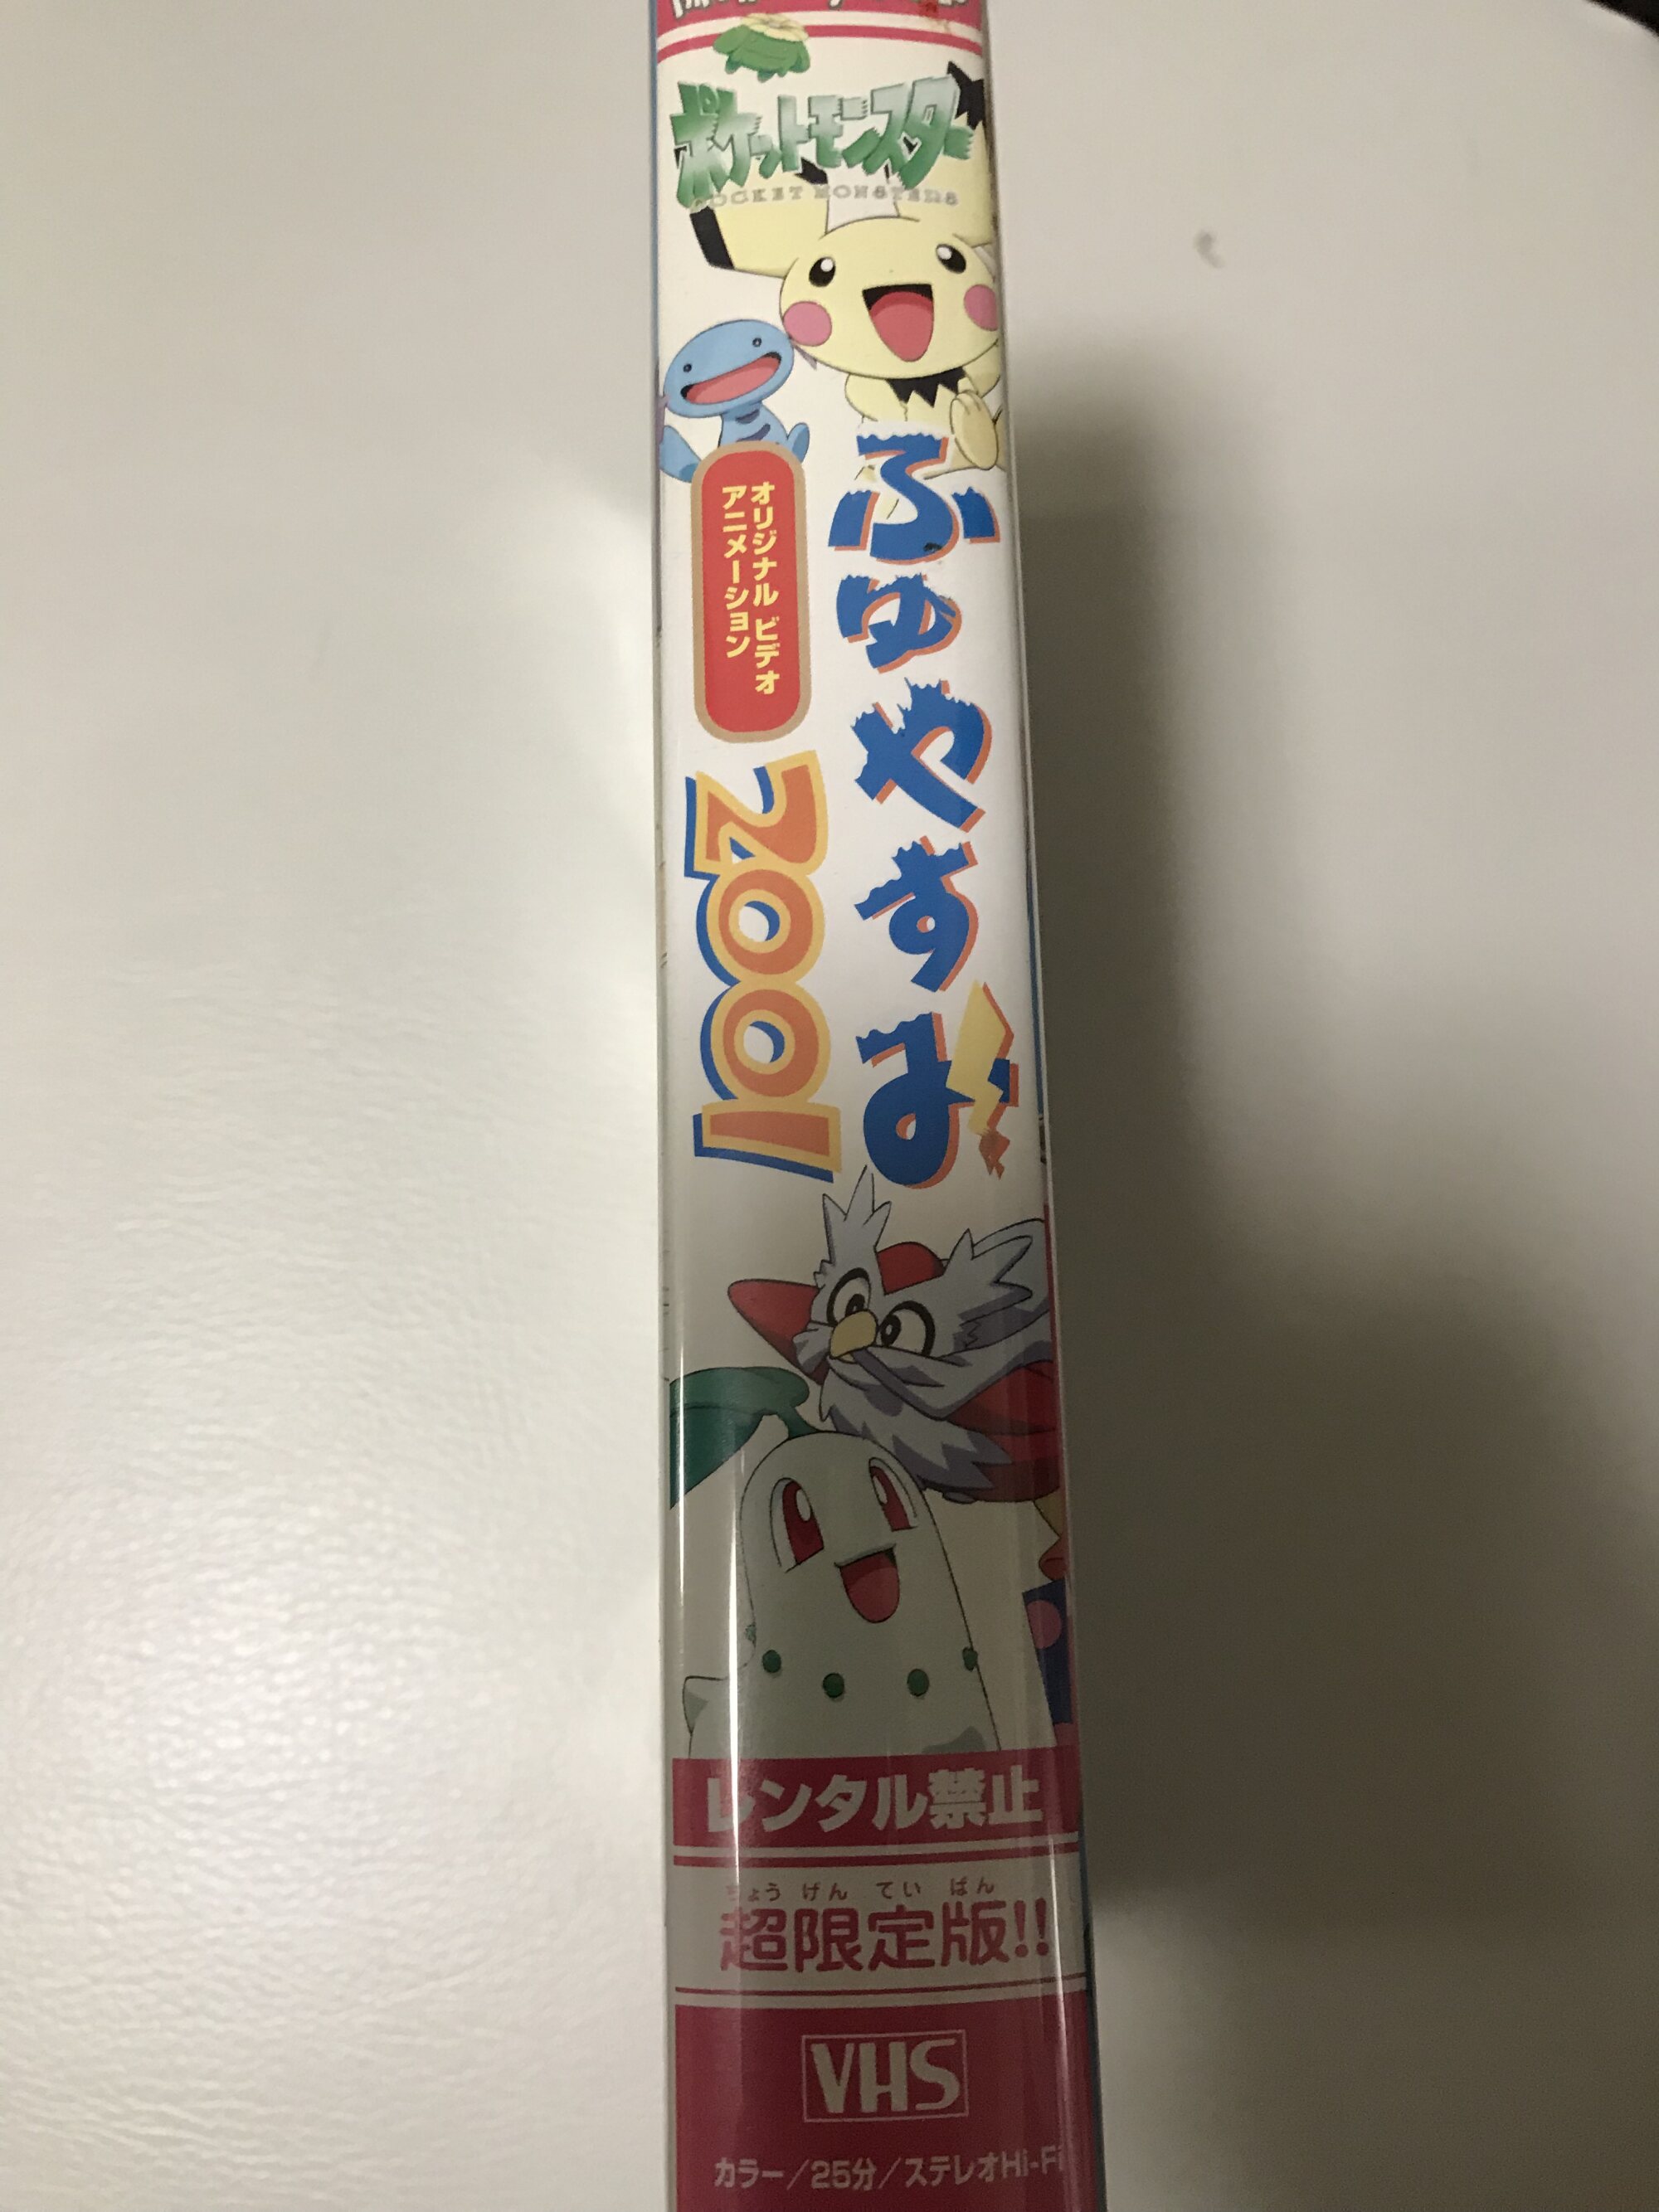 ポケットモンスター
POCKET MONSTERS
ふゆやすみ
オリジナル ビデオ
アニメーション
2001
レンタル禁止
ちょう げん てい ばん
超限定版!!
VHS
カラー/25分/ステレオHi-Fi